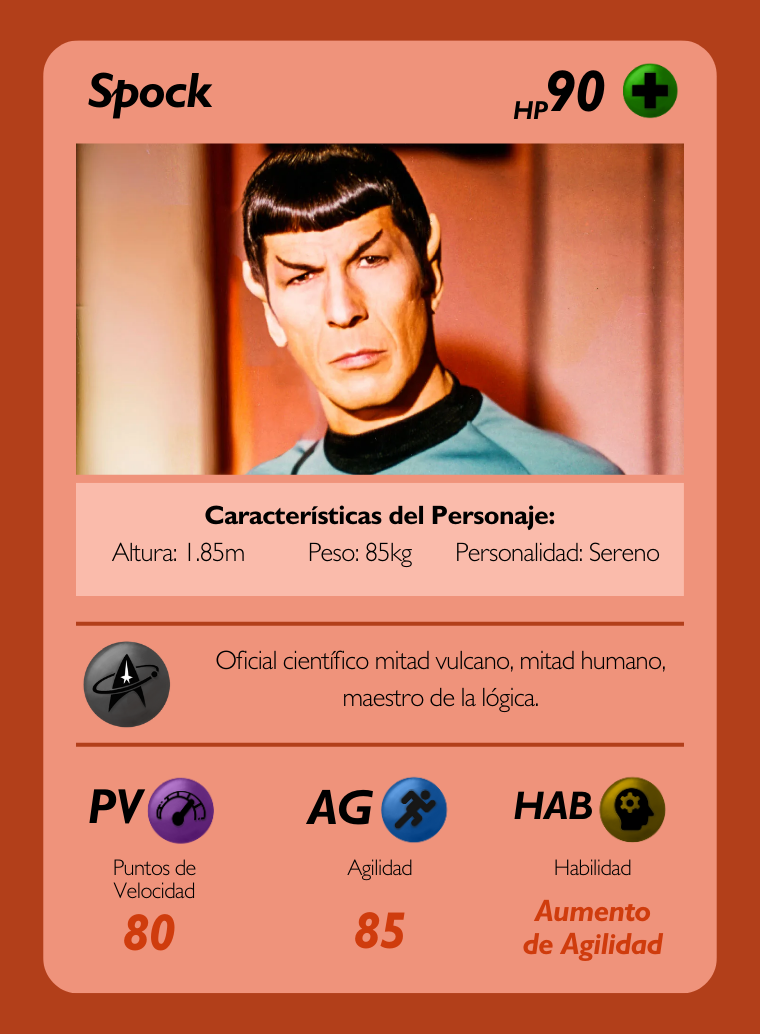 Spock
HP90
Características del Personaje:
Altura: 1.85m Peso: 85kg Personalidad: Sereno
Oficial científico mitad vulcano, mitad humano,
maestro de la lógica.
PV AG HAB
Puntos de
Velocidad
Agilidad
Habilidad
80
85
Aumento
de Agilidad